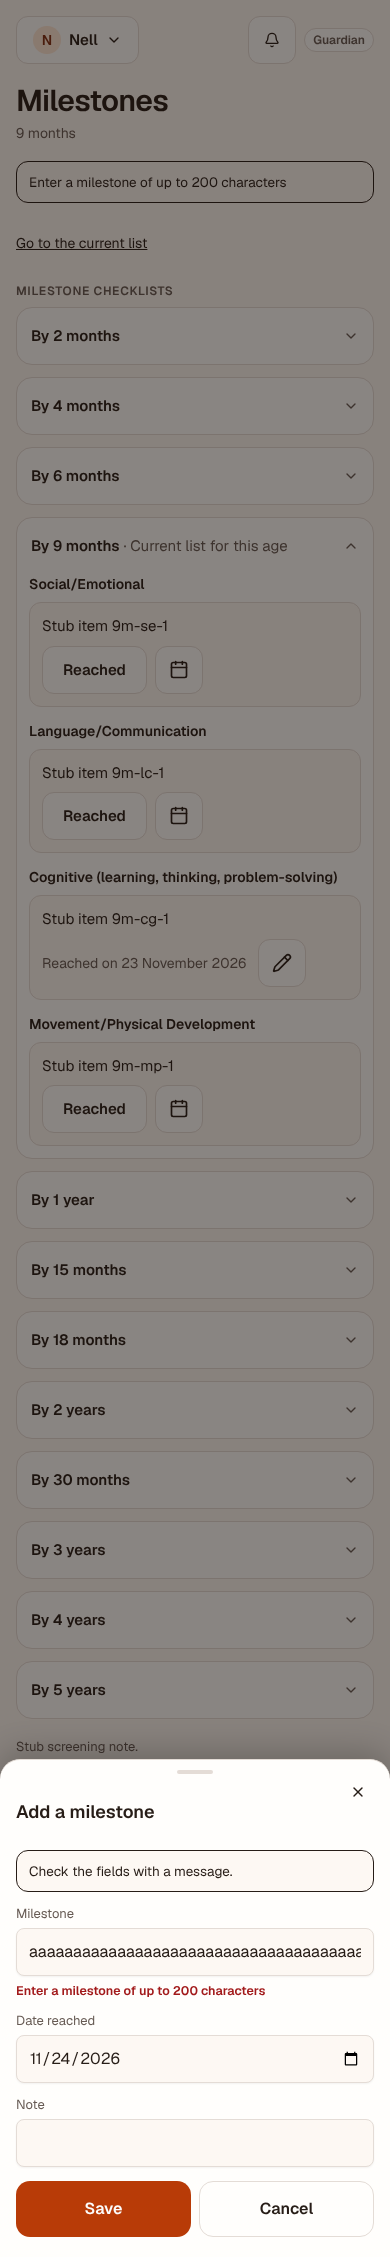 N Nell
Guardian
Milestones
9 months
Enter a milestone of up to 200 characters
Go to the current list
MILESTONE CHECKLISTS
By 2 months
By 4 months
By 6 months
By 9 months · Current list for this age
Social/Emotional
Stub item 9m-se-1
Reached
Language/Communication
Stub item 9m-lc-1
Reached
Cognitive (learning, thinking, problem-solving)
Stub item 9m-cg-1
Reached on 23 November 2026
Movement/Physical Development
Stub item 9m-mp-1
Reached
By 1 year
By 15 months
By 18 months
By 2 years
By 30 months
By 3 years
By 4 years
By 5 years
Stub screening note.
Add a milestone
Check the fields with a message.
Milestone
aaaaaaaaaaaaaaaaaaaaaaaaaaaaaaaaaaaaaa
Enter a milestone of up to 200 characters
Date reached
11/24/2026
Note
Save
Cancel